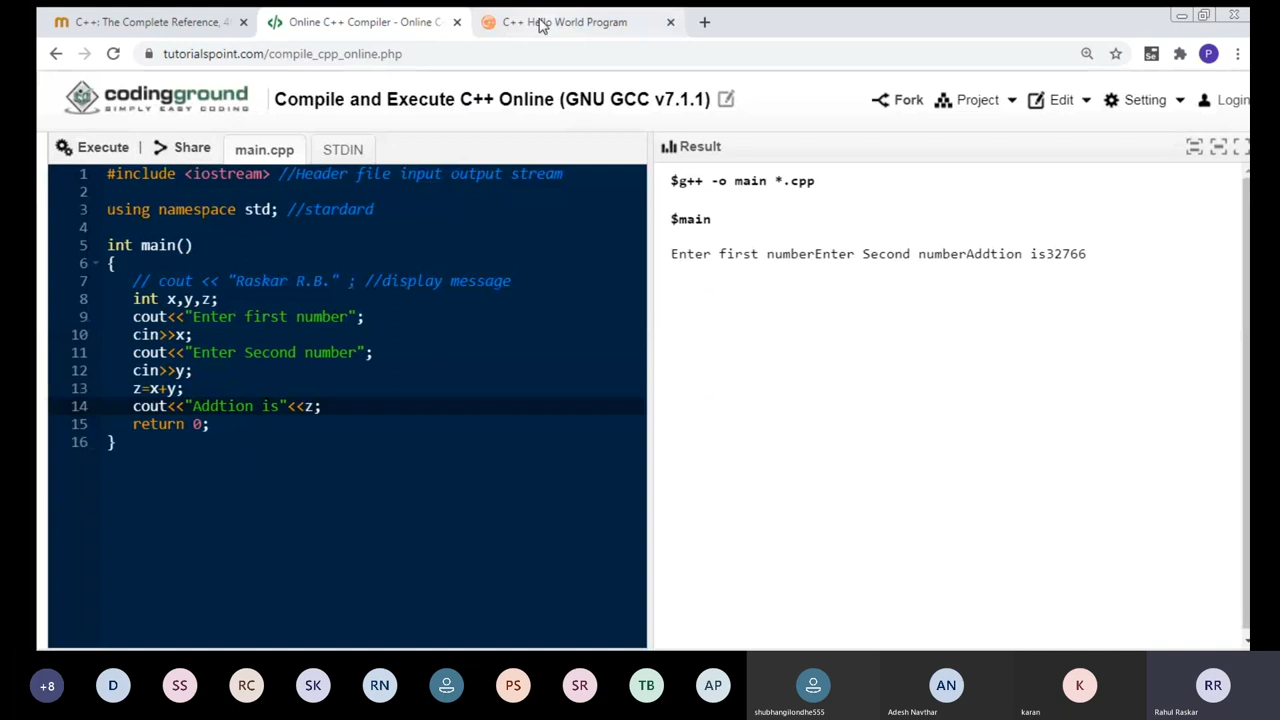 C++: The Complete Reference, 4
Online C++ Compiler - Online C
C++ Hello World Program
tutorialspoint.com/compile_cpp_online.php
Se
P
codingground
SIMPLY EASY CODING
Compile and Execute C++ Online (GNU GCC v7.1.1)
Fork
Project
Edit
Setting
Login
Execute | Share
main.cpp
STDIN
Result
1 #include <iostream> //Header file input output stream
2
3 using namespace std; //stardard
4
5 int main()
6 {
7 // cout << "Raskar R.B." ; //display message
8 int x,y,z;
9 cout<<"Enter first number";
10 cin>>x;
11 cout<<"Enter Second number";
12 cin>>y;
13 z=x+y;
14 cout<<"Addtion is"<<z;
15 return 0;
16 }
$g++ -o main *.cpp
$main
Enter first numberEnter Second numberAddtion is32766
+8
D
SS
RC
SK
RN
PS
SR
TB
AP
AN
K
RR
shubhangilondhe555
Adesh Navthar
karan
Rahul Raskar